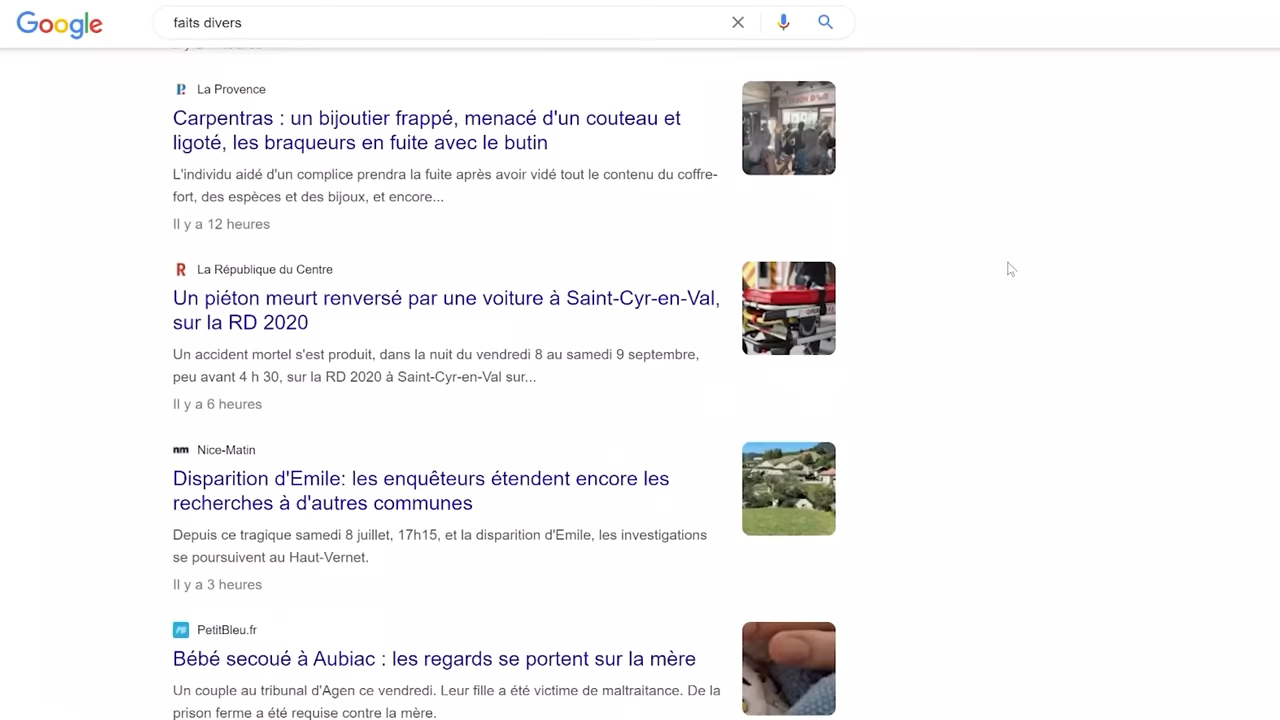 Google
faits divers
La Provence
Carpentras : un bijoutier frappé, menacé d'un couteau et
ligoté, les braqueurs en fuite avec le butin
L'individu aidé d'un complice prendra la fuite après avoir vidé tout le contenu du coffre-
fort, des espèces et des bijoux, et encore...
Il y a 12 heures
R La République du Centre
Un piéton meurt renversé par une voiture à Saint-Cyr-en-Val,
sur la RD 2020
Un accident mortel s'est produit, dans la nuit du vendredi 8 au samedi 9 septembre,
peu avant 4 h 30, sur la RD 2020 à Saint-Cyr-en-Val sur...
Il y a 6 heures
nm Nice-Matin
Disparition d'Emile: les enquêteurs étendent encore les
recherches à d'autres communes
Depuis ce tragique samedi 8 juillet, 17h15, et la disparition d'Emile, les investigations
se poursuivent au Haut-Vernet.
Il y a 3 heures
PetitBleu.fr
Bébé secoué à Aubiac : les regards se portent sur la mère
Un couple au tribunal d'Agen ce vendredi. Leur fille a été victime de maltraitance. De la
prison ferme a été requise contre la mère.